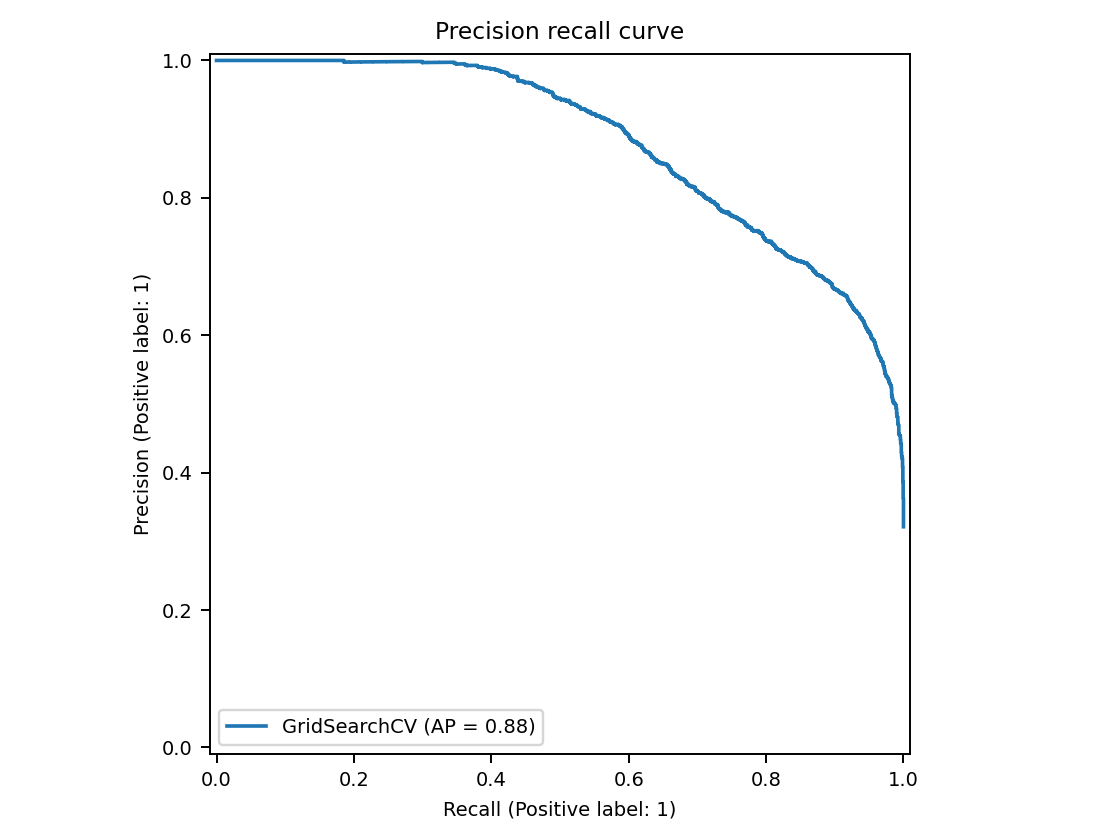 Precision recall curve
1.0
0.8
0.6
0.4
0.2
0.0
Precision (Positive label: 1)
GridSearchCV (AP = 0.88)
0.0 0.2 0.4 0.6 0.8 1.0
Recall (Positive label: 1)